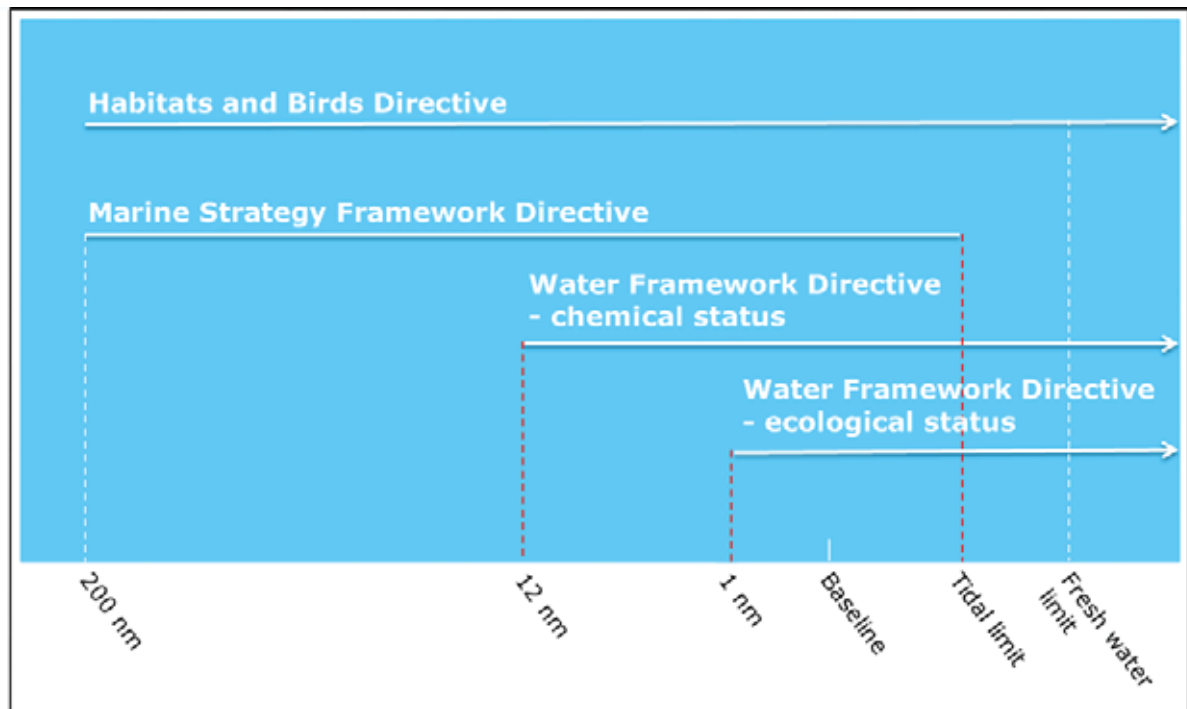 Habitats and Birds Directive
Marine Strategy Framework Directive
Water Framework Directive
- chemical status
Water Framework Directive
- ecological status
200 nm
12 nm
1 nm
Baseline
Tidal limit
Fresh water
limit